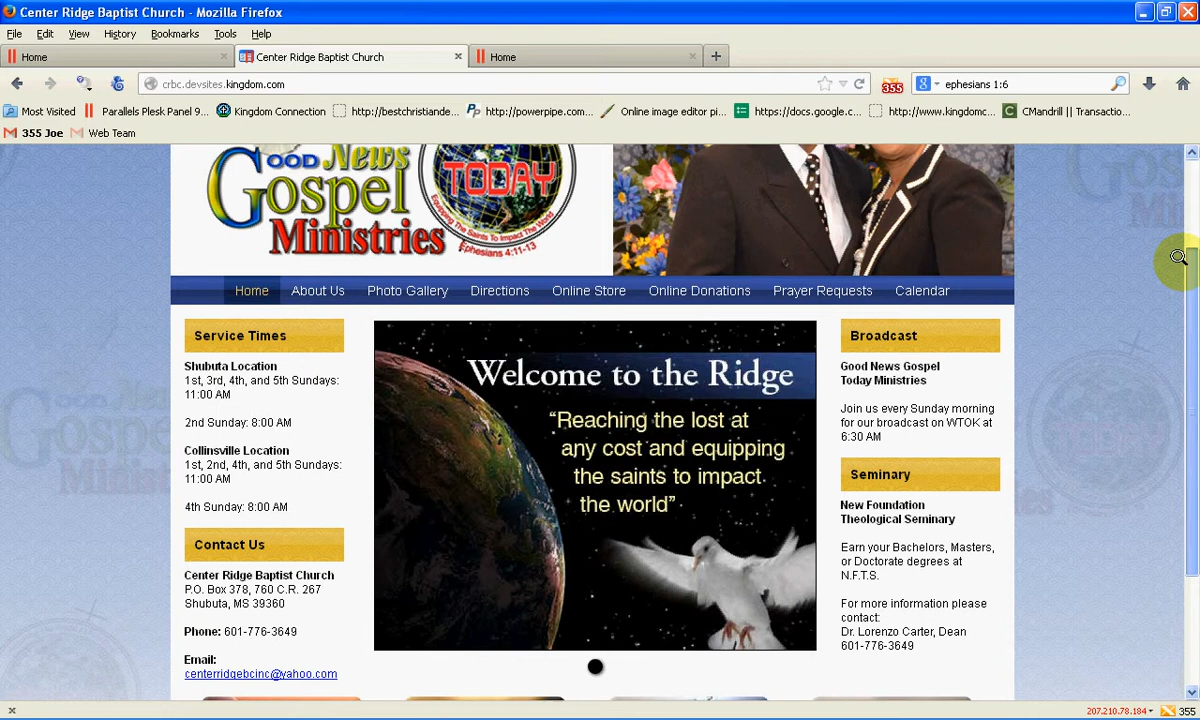 Center Ridge Baptist Church - Mozilla Firefox
File Edit View History Bookmarks Tools Help
Home
Center Ridge Baptist Church
Home
crbc.devsites.kingdom.com
355
ephesians 1:6
Most Visited
Parallels Plesk Panel 9...
Kingdom Connection
http://bestchristiande...
http://powerpipe.com...
Online image editor pi...
https://docs.google.c...
http://www.kingdomc...
CMandrill || Transactio...
355 Joe
Web Team
GOOD News
Gospel
Ministries
TODAY
Equipping The Saints To Impact The World
Ephesians 4:11-13
Home About Us Photo Gallery Directions Online Store Online Donations Prayer Requests Calendar
Service Times
Shubuta Location
1st, 3rd, 4th, and 5th Sundays:
11:00 AM
2nd Sunday: 8:00 AM
Collinsville Location
1st, 2nd, 4th, and 5th Sundays:
11:00 AM
4th Sunday: 8:00 AM
Contact Us
Center Ridge Baptist Church
P.O. Box 378, 760 C.R. 267
Shubuta, MS 39360
Phone: 601-776-3649
Email:
centerridgebcinc@yahoo.com
Welcome to the Ridge
“Reaching the lost at
any cost and equipping
the saints to impact
the world”
Broadcast
Good News Gospel
Today Ministries
Join us every Sunday morning
for our broadcast on WTOK at
6:30 AM
Seminary
New Foundation
Theological Seminary
Earn your Bachelors, Masters,
or Doctorate degrees at
N.F.T.S.
For more information please
contact:
Dr. Lorenzo Carter, Dean
601-776-3649
207.210.78.184
355